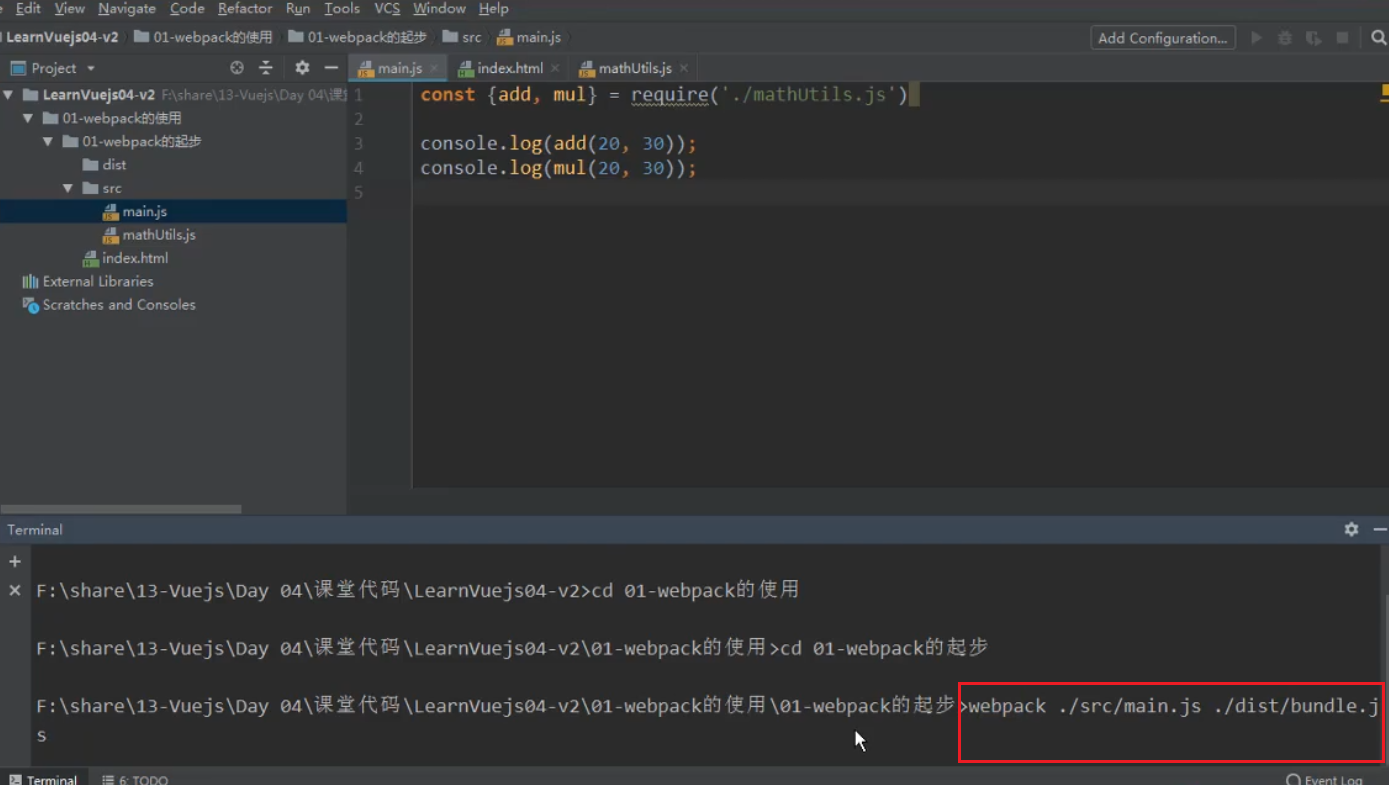 Edit View Navigate Code Refactor Run Tools VCS Window Help
LearnVuejs04-v2 01-webpack的使用 01-webpack的起步 src main.js Add Configuration...
Project main.js index.html mathUtils.js
LearnVuejs04-v2 F:\share\13-Vuejs\Day 04\课
01-webpack的使用
01-webpack的起步
dist
src
main.js
mathUtils.js
index.html
External Libraries
Scratches and Consoles
1 const {add, mul} = require('./mathUtils.js')
2
3 console.log(add(20, 30));
4 console.log(mul(20, 30));
5
Terminal
F:\share\13-Vuejs\Day 04\课堂代码\LearnVuejs04-v2>cd 01-webpack的使用
F:\share\13-Vuejs\Day 04\课堂代码\LearnVuejs04-v2\01-webpack的使用>cd 01-webpack的起步
F:\share\13-Vuejs\Day 04\课堂代码\LearnVuejs04-v2\01-webpack的使用\01-webpack的起步>webpack ./src/main.js ./dist/bundle.j
s
Terminal 6: TODO Event Log